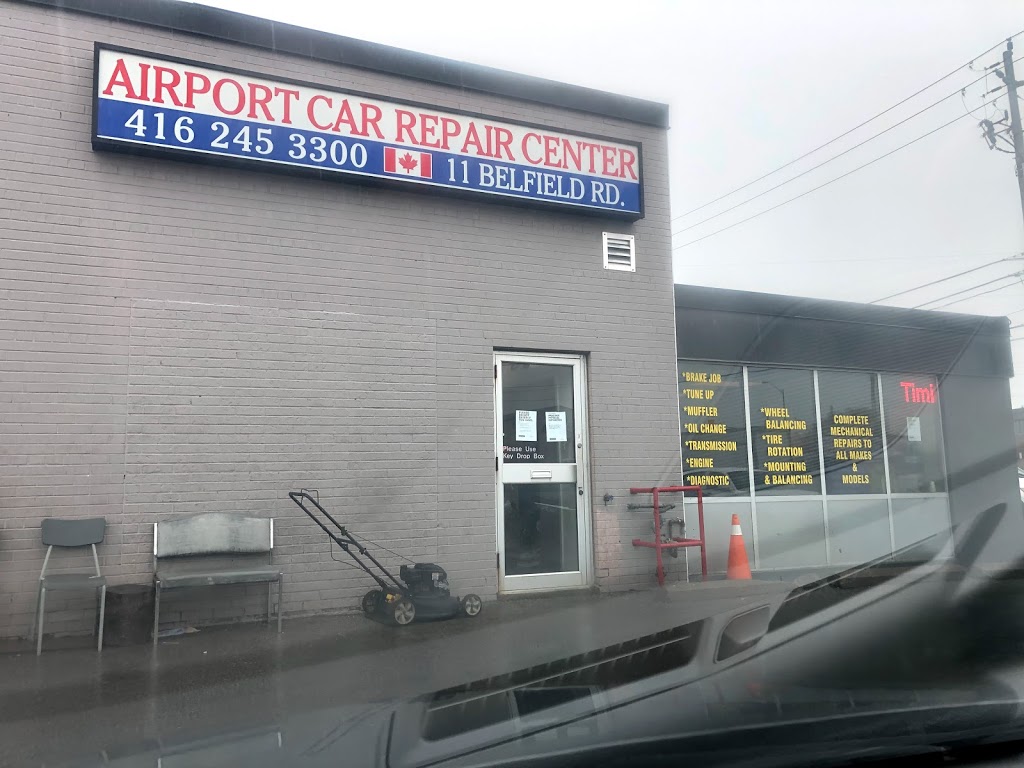 AIRPORT CAR REPAIR CENTER
416 245 3300 11 BELFIELD RD.
Please Use
Key Drop Box
*BRAKE JOB
*TUNE UP
*MUFFLER
*OIL CHANGE
*TRANSMISSION
*ENGINE
*DIAGNOSTIC
*WHEEL
BALANCING
*TIRE
ROTATION
*MOUNTING
& BALANCING
COMPLETE
MECHANICAL
REPAIRS TO
ALL MAKES
&
MODELS
Timi